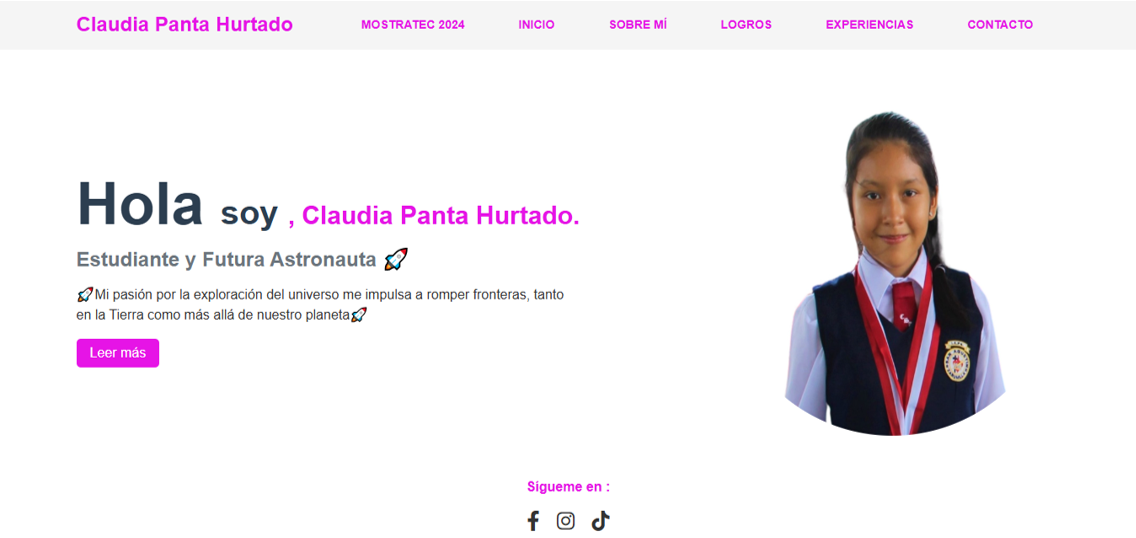 Claudia Panta Hurtado MOSTRATEC 2024 INICIO SOBRE MÍ LOGROS EXPERIENCIAS CONTACTO
Hola soy , Claudia Panta Hurtado.
Estudiante y Futura Astronauta 🚀
🚀Mi pasión por la exploración del universo me impulsa a romper fronteras, tanto
en la Tierra como más allá de nuestro planeta🚀
Leer más
Sigueme en :